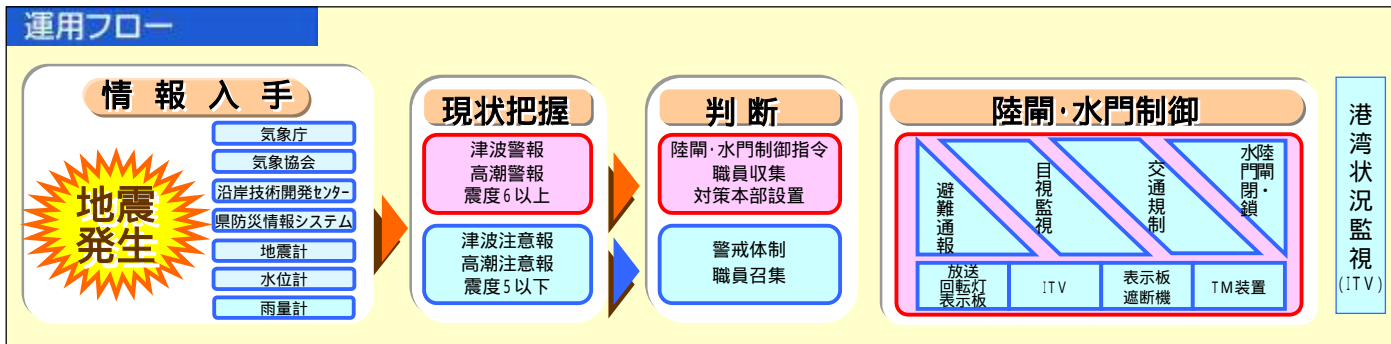 運用フロー
情報入手
地震
発生
気象庁
気象協会
沿岸技術開発センター
県防災情報システム
地震計
水位計
雨量計
現状把握
津波警報
高潮警報
震度6以上
津波注意報
高潮注意報
震度5以下
判断
陸閘・水門制御指令
職員収集
対策本部設置
警戒体制
職員召集
陸閘・水門制御
避難通報
目視監視
交通規制
陸閘・
水門閉鎖
放送
回転灯
表示板
ITV
表示板
遮断機
TM装置
港湾状況監視
(ITV)